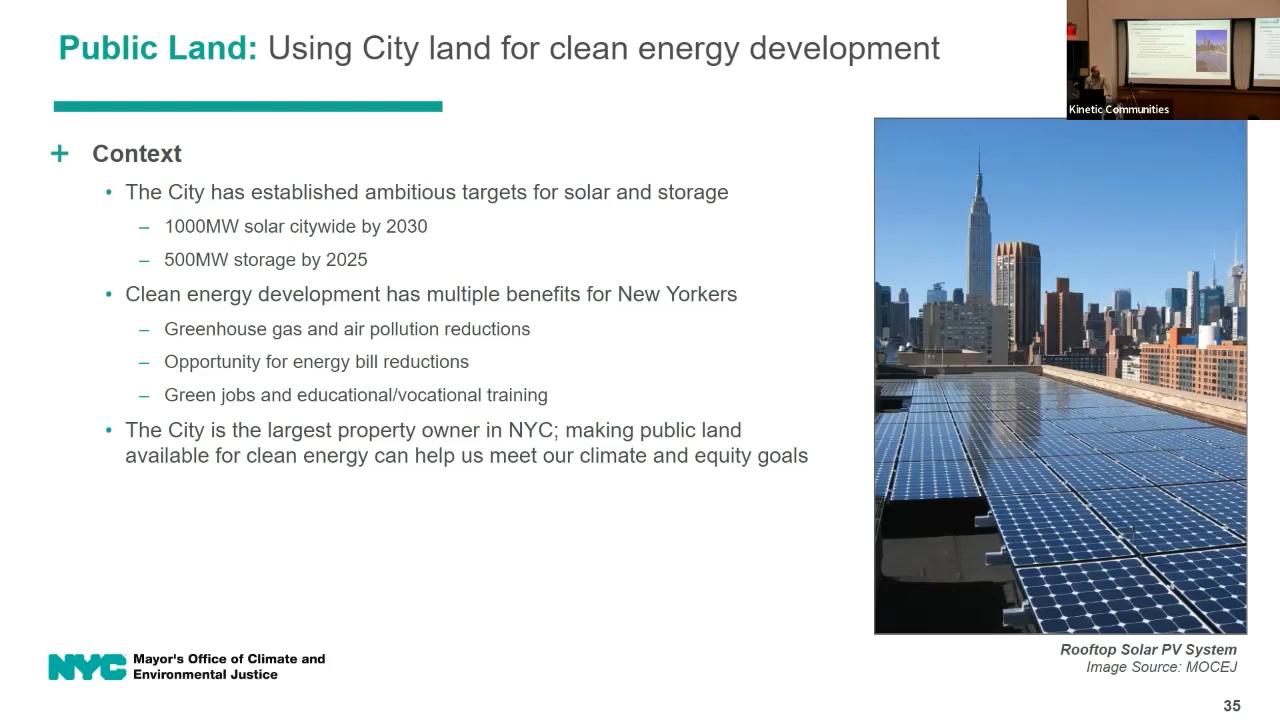 Public Land: Using City land for clean energy development
Kinetic Communities
+ Context
• The City has established ambitious targets for solar and storage
– 1000MW solar citywide by 2030
– 500MW storage by 2025
• Clean energy development has multiple benefits for New Yorkers
– Greenhouse gas and air pollution reductions
– Opportunity for energy bill reductions
– Green jobs and educational/vocational training
• The City is the largest property owner in NYC; making public land
available for clean energy can help us meet our climate and equity goals
Rooftop Solar PV System
Image Source: MOCEJ
NYC Mayor's Office of Climate and
Environmental Justice
35